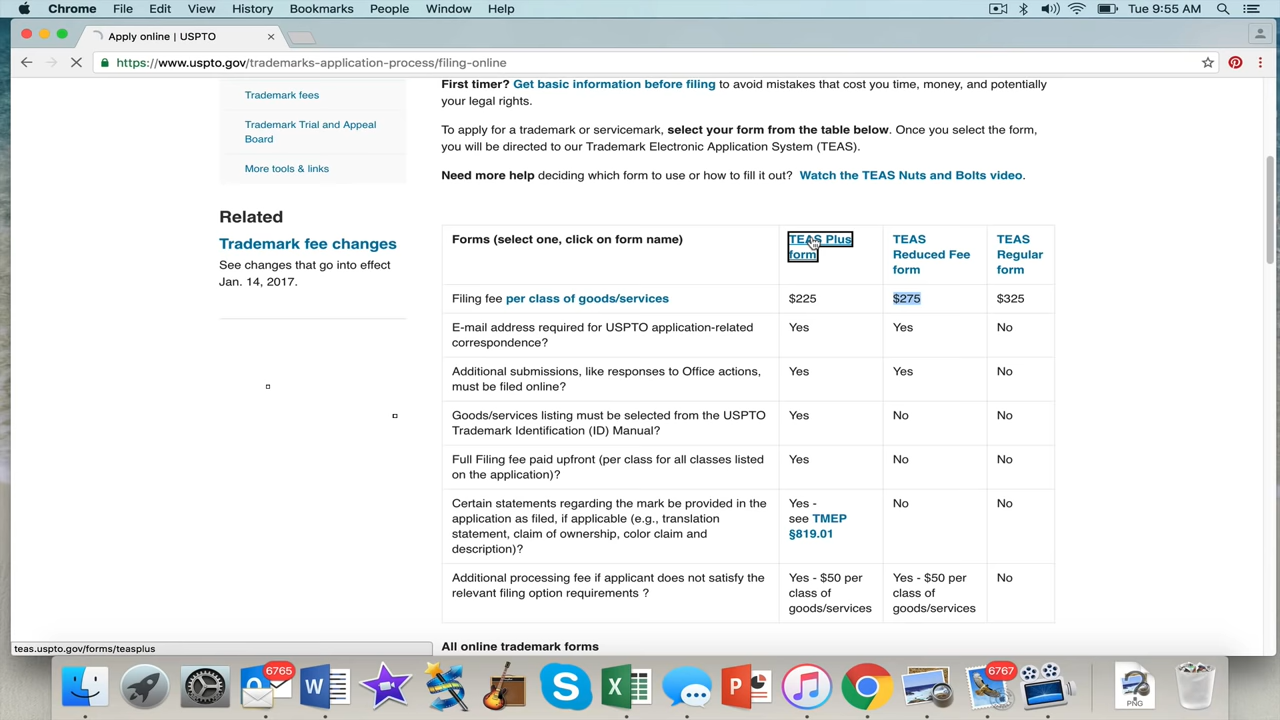 Chrome File Edit View History Bookmarks People Window Help Tue 9:55 AM
Apply online | USPTO
https://www.uspto.gov/trademarks-application-process/filing-online
Trademark fees
Trademark Trial and Appeal
Board
More tools & links
Related
Trademark fee changes
See changes that go into effect
Jan. 14, 2017.
First timer? Get basic information before filing to avoid mistakes that cost you time, money, and potentially
your legal rights.
To apply for a trademark or servicemark, select your form from the table below. Once you select the form,
you will be directed to our Trademark Electronic Application System (TEAS).
Need more help deciding which form to use or how to fill it out? Watch the TEAS Nuts and Bolts video.
Forms (select one, click on form name)
TEAS Plus
form
TEAS
Reduced Fee
form
TEAS
Regular
form
Filing fee per class of goods/services $225 $275 $325
E-mail address required for USPTO application-related
correspondence?
Yes Yes No
Additional submissions, like responses to Office actions,
must be filed online?
Yes Yes No
Goods/services listing must be selected from the USPTO
Trademark Identification (ID) Manual?
Yes No No
Full Filing fee paid upfront (per class for all classes listed
on the application)?
Yes No No
Certain statements regarding the mark be provided in the
application as filed, if applicable (e.g., translation
statement, claim of ownership, color claim and
description)?
Yes -
see TMEP
§819.01
No No
Additional processing fee if applicant does not satisfy the
relevant filing option requirements ?
Yes - $50 per
class of
goods/services
Yes - $50 per
class of
goods/services
No
All online trademark forms
teas.uspto.gov/forms/teasplus
6765
6767
PNG